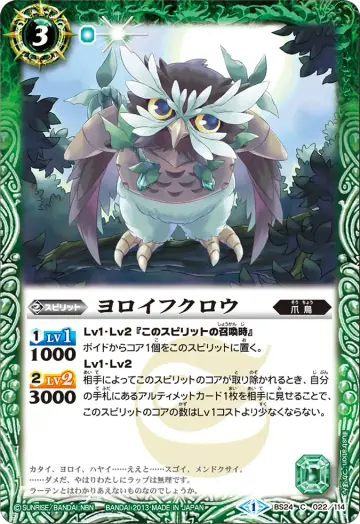 3
②スピリット
ヨロイフクロウ
そう ちょう
爪鳥
1 LV1
1000
2 LV2
3000
Lv1・Lv2『このスピリットの召喚時』
ボイドからコア1個をこのスピリットに置く。
Lv1・Lv2
相手によってこのスピリットのコアが取り除かれるとき、自分
の手札にあるアルティメットカード1枚を相手に見せることで、
このスピリットのコアの数はLv1コストより少なくならない。
カタイ、ヨロイ、ハヤイ……ええと……スゴイ、メンドクサイ。
……ダメだ、やはりわたしにラップは無理です。
ラーテンとはわかりあえないものなのでしょうか。
©SUNRISE/BANDAI,NBN ©BANDAI 2013 MADE IN JAPAN
1
BS24 C 022/114